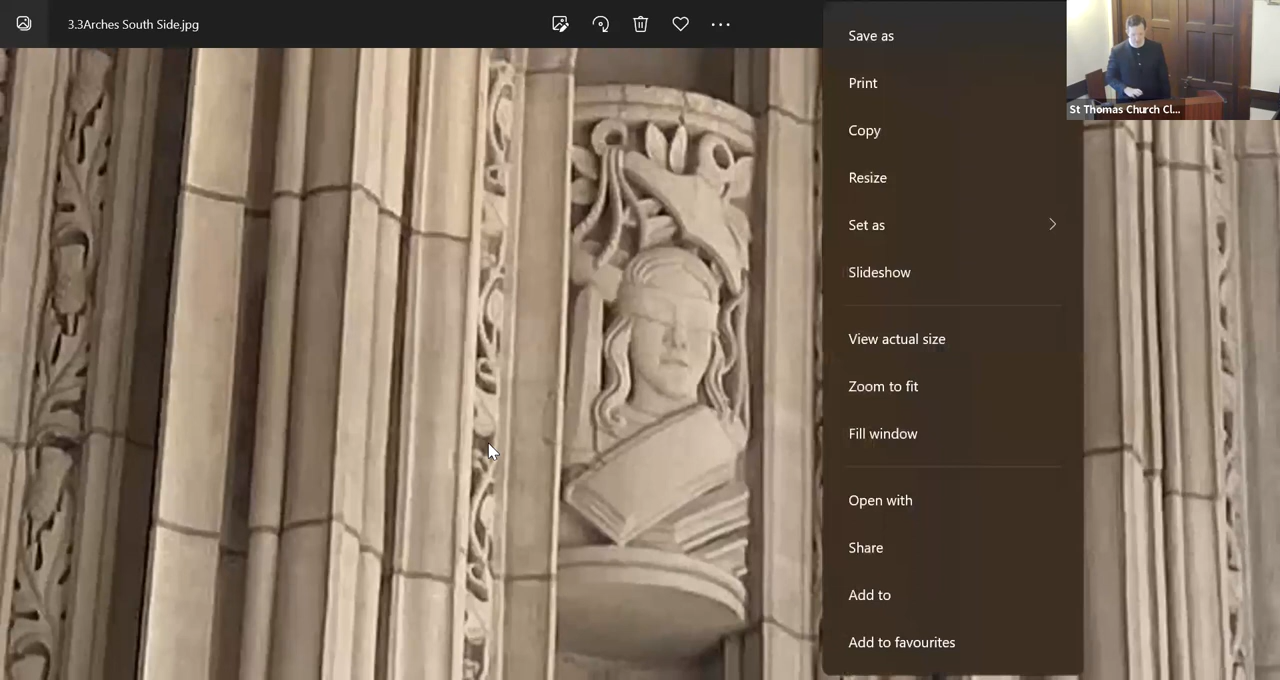 3.3Arches South Side.jpg
Save as
Print
Copy
Resize
Set as
Slideshow
View actual size
Zoom to fit
Fill window
Open with
Share
Add to
Add to favourites
St Thomas Church Cl...